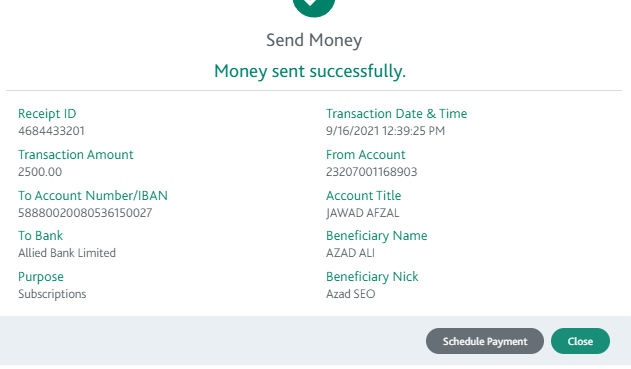 Send Money
Money sent successfully.
Receipt ID
4684433201
Transaction Date & Time
9/16/2021 12:39:25 PM
Transaction Amount
2500.00
From Account
23207001168903
To Account Number/IBAN
58880020080536150027
Account Title
JAWAD AFZAL
To Bank
Allied Bank Limited
Beneficiary Name
AZAD ALI
Purpose
Subscriptions
Beneficiary Nick
Azad SEO
Schedule Payment
Close